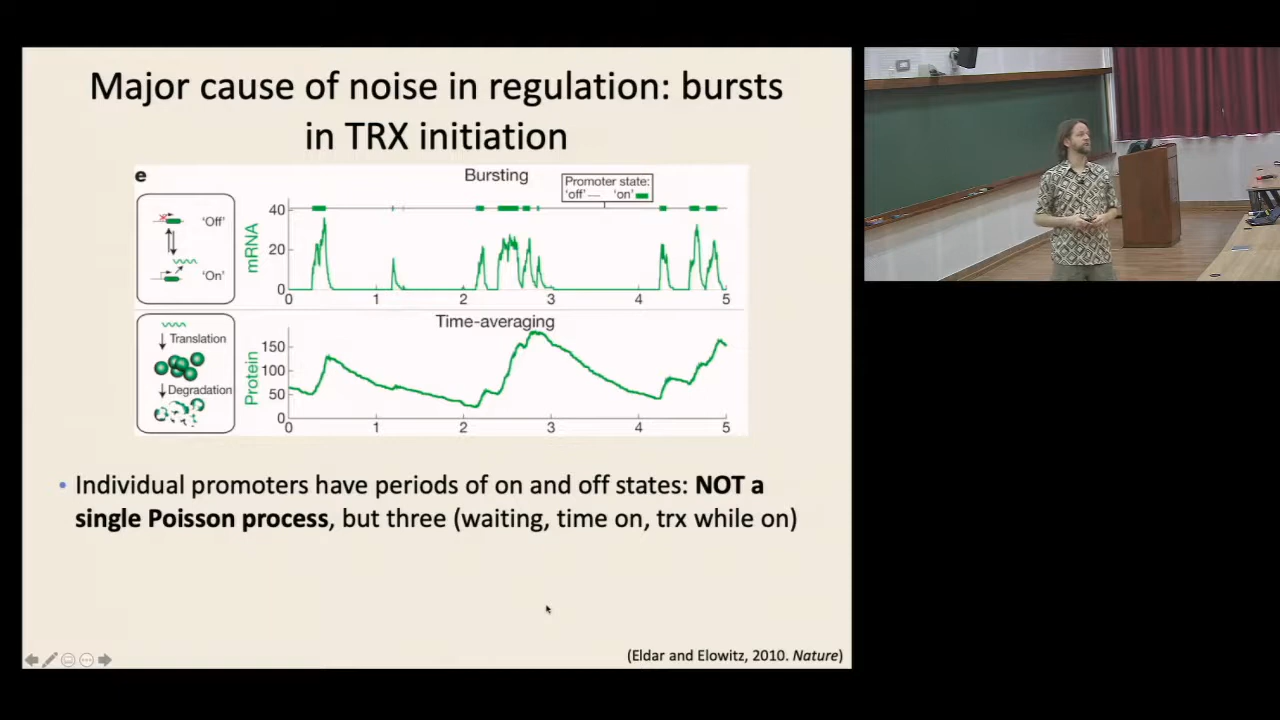 Major cause of noise in regulation: bursts
in TRX initiation
e
Bursting
Promoter state:
'off' 'on'
'Off'
'On'
mRNA
40
20
0
0 1 2 3 4 5
Time-averaging
Translation
Degradation
Protein
150
100
50
0
0 1 2 3 4 5
• Individual promoters have periods of on and off states: NOT a
single Poisson process, but three (waiting, time on, trx while on)
(Eldar and Elowitz, 2010. Nature)